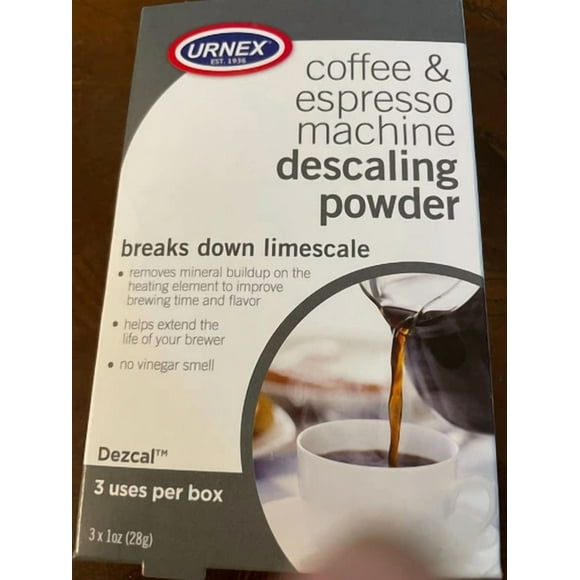 URNEX®
EST. 1936
coffee &
espresso
machine
descaling
powder
breaks down limescale
• removes mineral buildup on the
heating element to improve
brewing time and flavor
• helps extend the
life of your brewer
• no vinegar smell
Dezcal™
3 uses per box
3 x 1oz (28g)